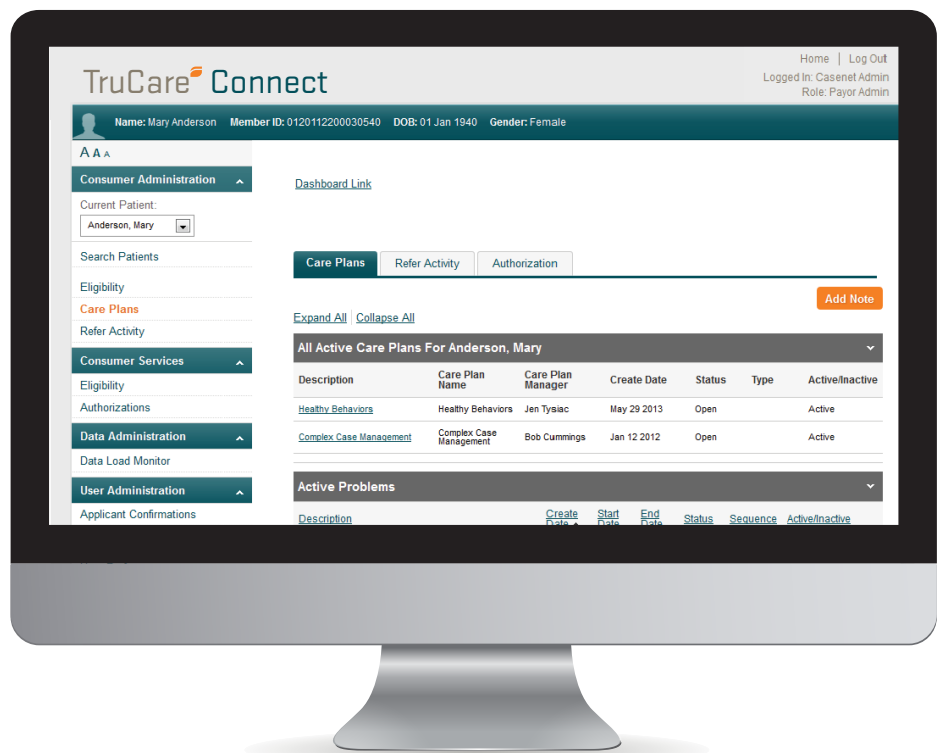 Home | Log Out
TruCare Connect
Logged In: Casenet Admin
Role: Payor Admin
Name: Mary Anderson Member ID: 0120112200030540 DOB: 01 Jan 1940 Gender: Female
A A A
Consumer Administration
Current Patient:
Anderson, Mary
Search Patients
Eligibility
Care Plans
Refer Activity
Consumer Services
Eligibility
Authorizations
Data Administration
Data Load Monitor
User Administration
Applicant Confirmations
Dashboard Link
Care Plans Refer Activity Authorization
Add Note
Expand All | Collapse All
All Active Care Plans For Anderson, Mary
Description Care Plan Name Care Plan Manager Create Date Status Type Active/Inactive
Healthy Behaviors Healthy Behaviors Jen Tysiac May 29 2013 Open Active
Complex Case Management Complex Case Management Bob Cummings Jan 12 2012 Open Active
Active Problems
Description Create Date Start Date End Date Status Sequence Active/Inactive